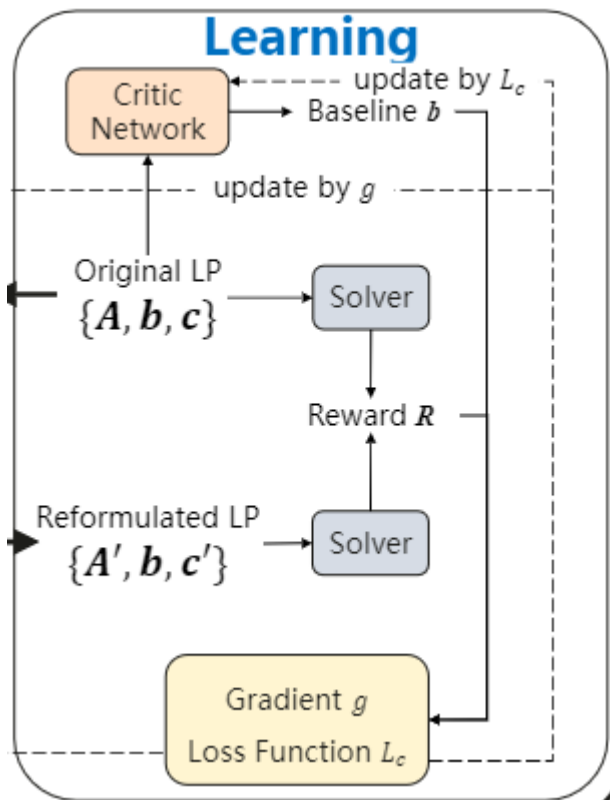 Learning
update by L_c
Critic
Network
Baseline b
update by g
Original LP
{A, b, c}
Solver
Reward R
Reformulated LP
{A′, b, c′}
Solver
Gradient g
Loss Function L_c